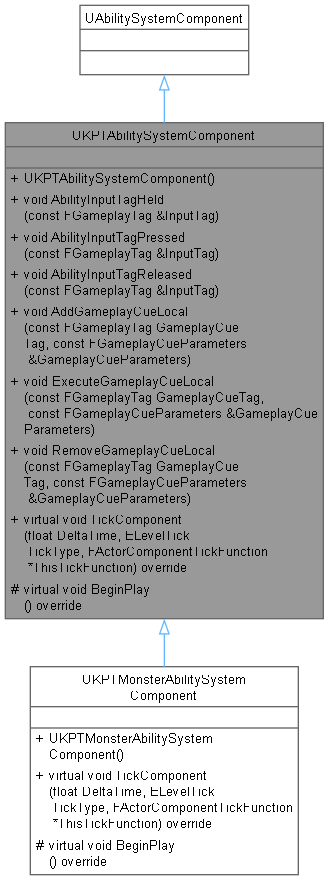 UAbilitySystemComponent
UKPTAbilitySystemComponent
+ UKPTAbilitySystemComponent()
+ void AbilityInputTagHeld
(const FGameplayTag &InputTag)
+ void AbilityInputTagPressed
(const FGameplayTag &InputTag)
+ void AbilityInputTagReleased
(const FGameplayTag &InputTag)
+ void AddGameplayCueLocal
(const FGameplayTag GameplayCue
Tag, const FGameplayCueParameters
&GameplayCueParameters)
+ void ExecuteGameplayCueLocal
(const FGameplayTag GameplayCueTag,
const FGameplayCueParameters &GameplayCue
Parameters)
+ void RemoveGameplayCueLocal
(const FGameplayTag GameplayCue
Tag, const FGameplayCueParameters
&GameplayCueParameters)
+ virtual void TickComponent
(float DeltaTime, ELevelTick
TickType, FActorComponentTickFunction
*ThisTickFunction) override
# virtual void BeginPlay
() override
UKPTMonsterAbilitySystem
Component
+ UKPTMonsterAbilitySystem
Component()
+ virtual void TickComponent
(float DeltaTime, ELevelTick
TickType, FActorComponentTickFunction
*ThisTickFunction) override
# virtual void BeginPlay
() override